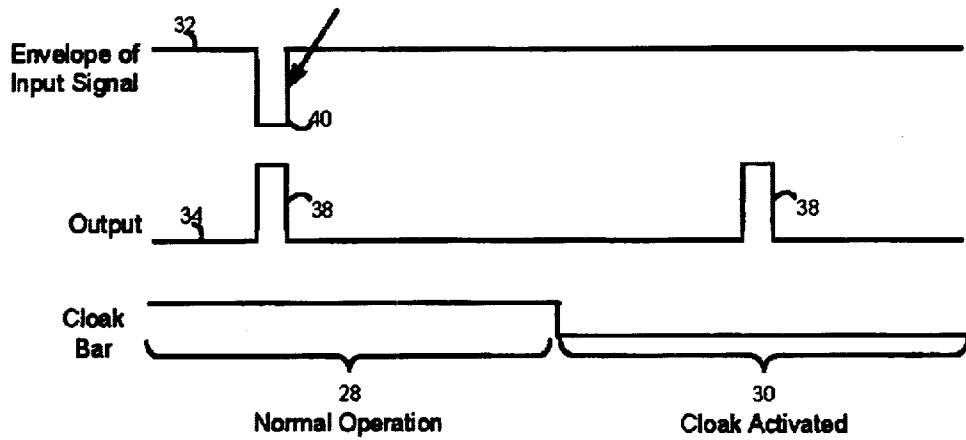 32
Envelope of
Input Signal
40
Output
34
38
38
Cloak
Bar
28
Normal Operation
30
Cloak Activated